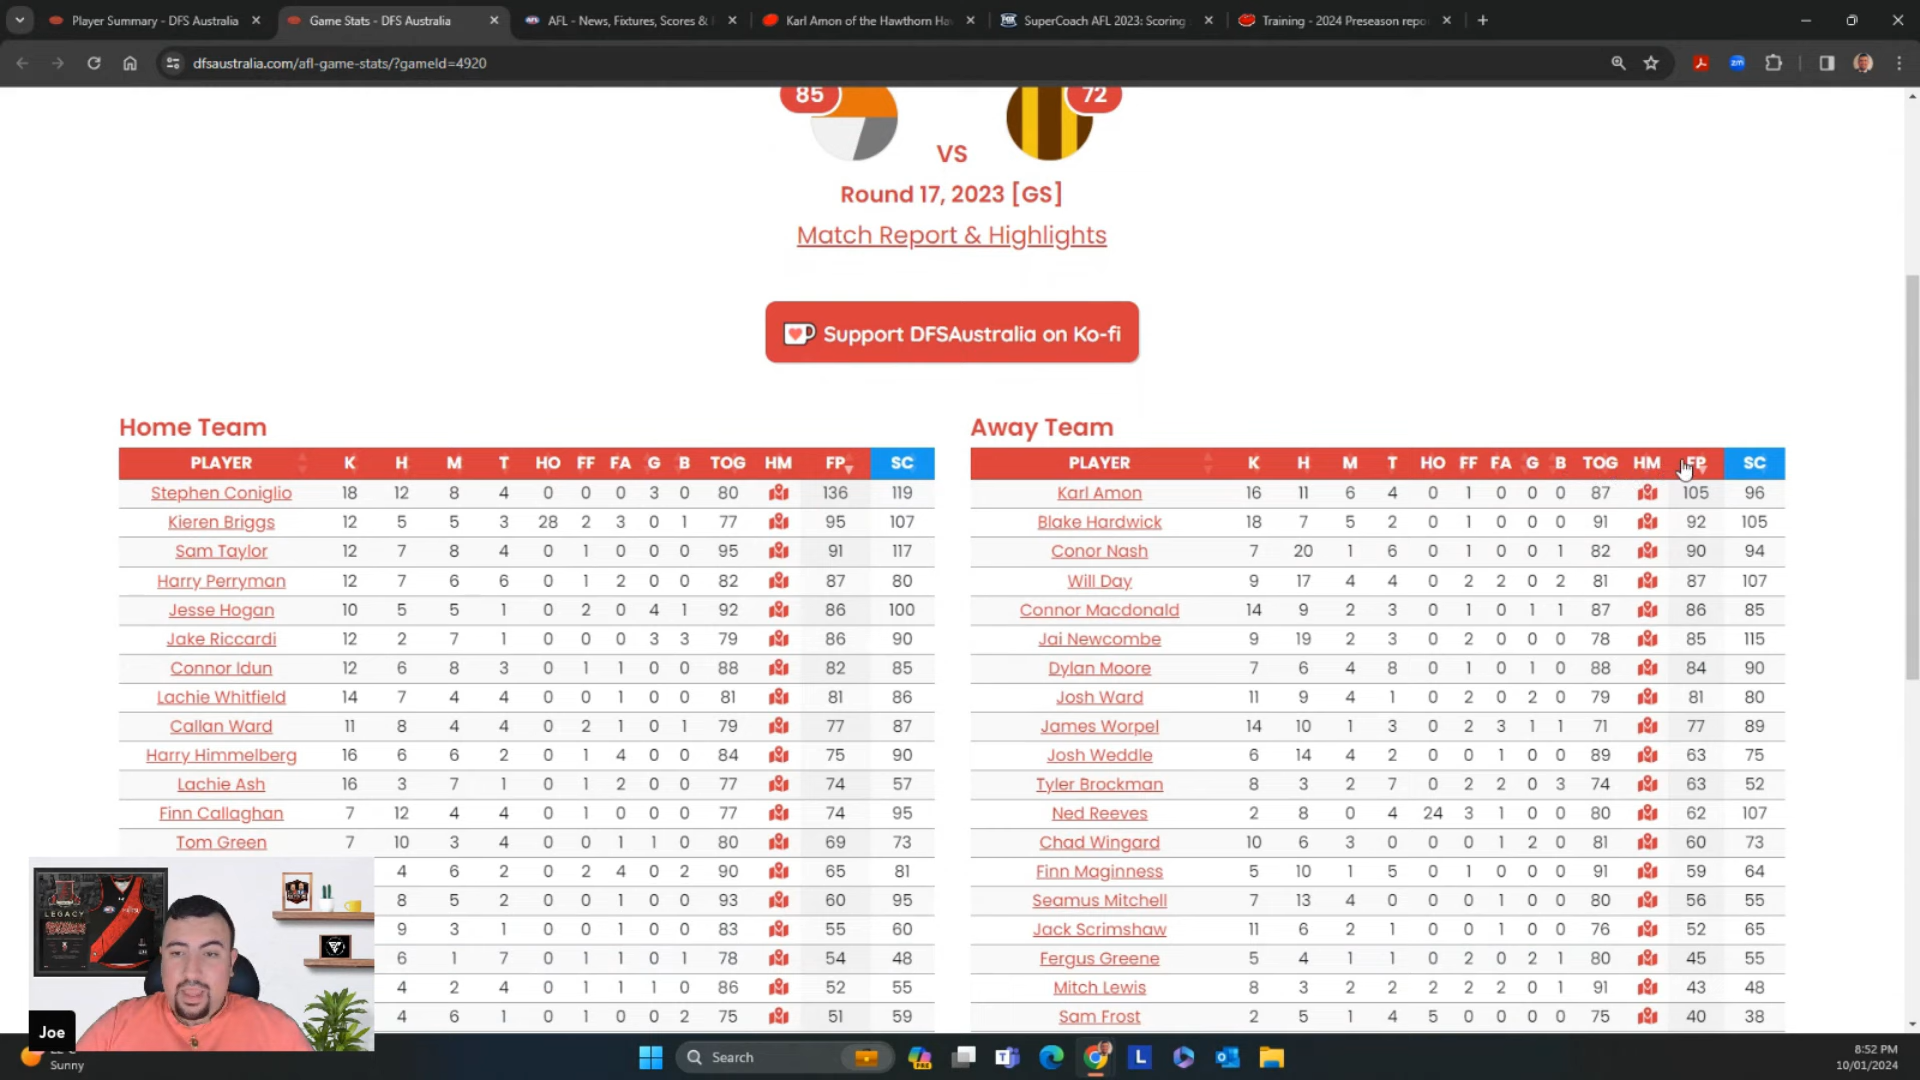 Player Summary - DFS Australia
Game Stats - DFS Australia
AFL - News, Fixtures, Scores &
Karl Amon of the Hawthorn Ha
SuperCoach AFL 2023: Scoring
Training - 2024 Preseason repo
dfsaustralia.com/afl-game-stats/?gameId=4920
85
72
VS
Round 17, 2023 [GS]
Match Report & Highlights
Support DFSAustralia on Ko-fi
Home Team
PLAYER K H M T HO FF FA G B TOG HM FP SC
Stephen Coniglio 18 12 8 4 0 0 0 3 0 80 136 119
Kieren Briggs 12 5 5 3 28 2 3 0 1 77 95 107
Sam Taylor 12 7 8 4 0 1 0 0 0 95 91 117
Harry Perryman 12 7 6 6 0 1 2 0 0 82 87 80
Jesse Hogan 10 5 5 1 0 2 0 4 1 92 86 100
Jake Riccardi 12 2 7 1 0 0 0 3 3 79 86 90
Connor Idun 12 6 8 3 0 1 1 0 0 88 82 85
Lachie Whitfield 14 7 4 4 0 0 1 0 0 81 81 86
Callan Ward 11 8 4 4 0 2 1 0 1 79 77 87
Harry Himmelberg 16 6 6 2 0 1 4 0 0 84 75 90
Lachie Ash 16 3 7 1 0 1 2 0 0 77 74 57
Finn Callaghan 7 12 4 4 0 1 0 0 0 77 74 95
Tom Green 7 10 3 4 0 0 1 1 0 80 69 73
4 6 2 0 2 4 0 2 90 65 81
8 5 2 0 0 1 0 0 93 60 95
9 3 1 0 0 1 0 0 83 55 60
6 1 7 0 1 1 0 1 78 54 48
4 2 4 0 1 1 1 0 86 52 55
4 6 1 0 1 0 0 2 75 51 59
Away Team
PLAYER K H M T HO FF FA G B TOG HM FP SC
Karl Amon 16 11 6 4 0 1 0 0 0 87 105 96
Blake Hardwick 18 7 5 2 0 1 0 0 0 91 92 105
Conor Nash 7 20 1 6 0 1 0 0 1 82 90 94
Will Day 9 17 4 4 0 2 2 0 2 81 87 107
Connor Macdonald 14 9 2 3 0 1 0 1 1 87 86 85
Jai Newcombe 9 19 2 3 0 2 0 0 0 78 85 115
Dylan Moore 7 6 4 8 0 1 0 1 0 88 84 90
Josh Ward 11 9 4 1 0 2 0 2 0 79 81 80
James Worpel 14 10 1 3 0 2 3 1 1 71 77 89
Josh Weddle 6 14 4 2 0 0 1 0 0 89 63 75
Tyler Brockman 8 3 2 7 0 2 2 0 3 74 63 52
Ned Reeves 2 8 0 4 24 3 1 0 0 80 62 107
Chad Wingard 10 6 3 0 0 0 1 2 0 81 60 73
Finn Maginness 5 10 1 5 0 1 0 0 0 91 59 64
Seamus Mitchell 7 13 4 0 0 0 1 0 0 80 56 55
Jack Scrimshaw 11 6 2 1 0 0 1 0 0 76 52 65
Fergus Greene 5 4 1 1 0 2 0 2 1 80 45 55
Mitch Lewis 8 3 2 2 2 2 2 0 1 91 43 48
Sam Frost 2 5 1 4 5 0 0 0 0 75 40 38
LEGACY
Joe
Sunny
Search
PRE
8:52 PM
10/01/2024